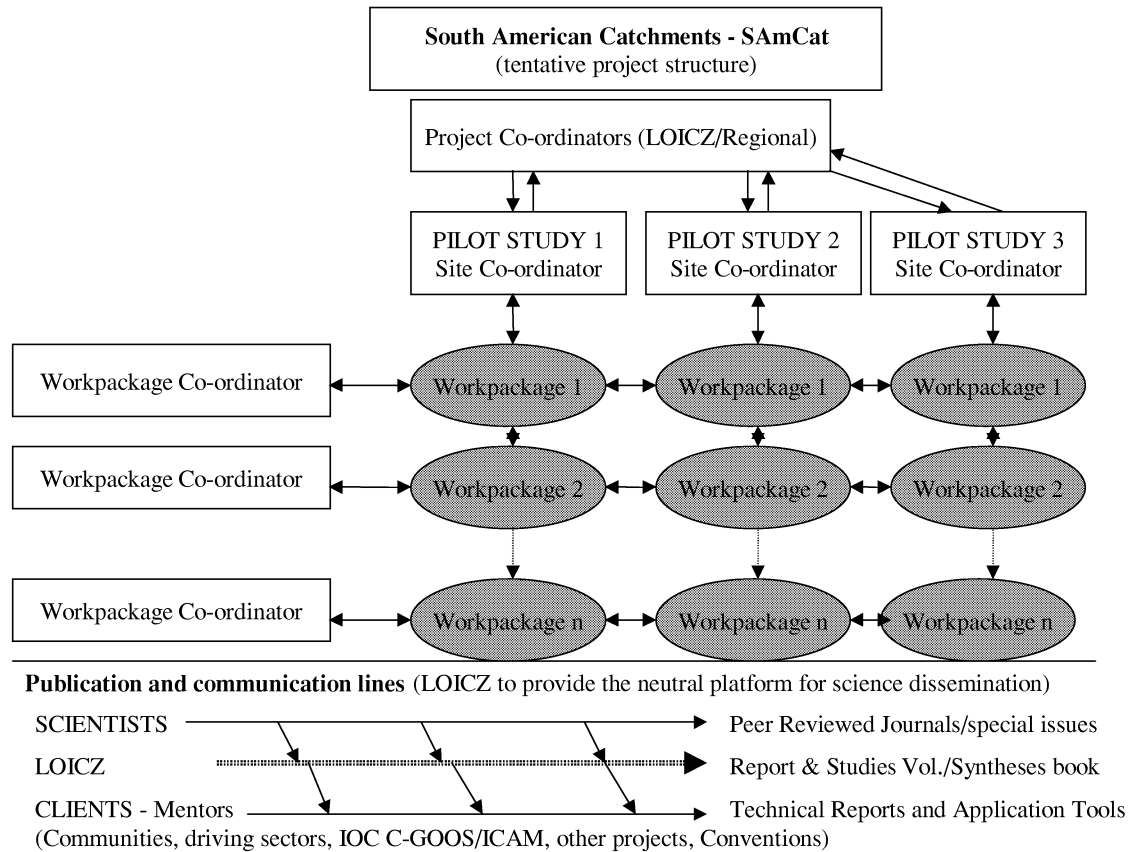 South American Catchments - SAmCat
(tentative project structure)
Project Co-ordinators (LOICZ/Regional)
PILOT STUDY 1
Site Co-ordinator
PILOT STUDY 2
Site Co-ordinator
PILOT STUDY 3
Site Co-ordinator
Workpackage Co-ordinator
Workpackage 1
Workpackage 1
Workpackage 1
Workpackage Co-ordinator
Workpackage 2
Workpackage 2
Workpackage 2
Workpackage Co-ordinator
Workpackage n
Workpackage n
Workpackage n
Publication and communication lines (LOICZ to provide the neutral platform for science dissemination)
SCIENTISTS
Peer Reviewed Journals/special issues
LOICZ
Report & Studies Vol./Syntheses book
CLIENTS - Mentors
Technical Reports and Application Tools
(Communities, driving sectors, IOC C-GOOS/ICAM, other projects, Conventions)